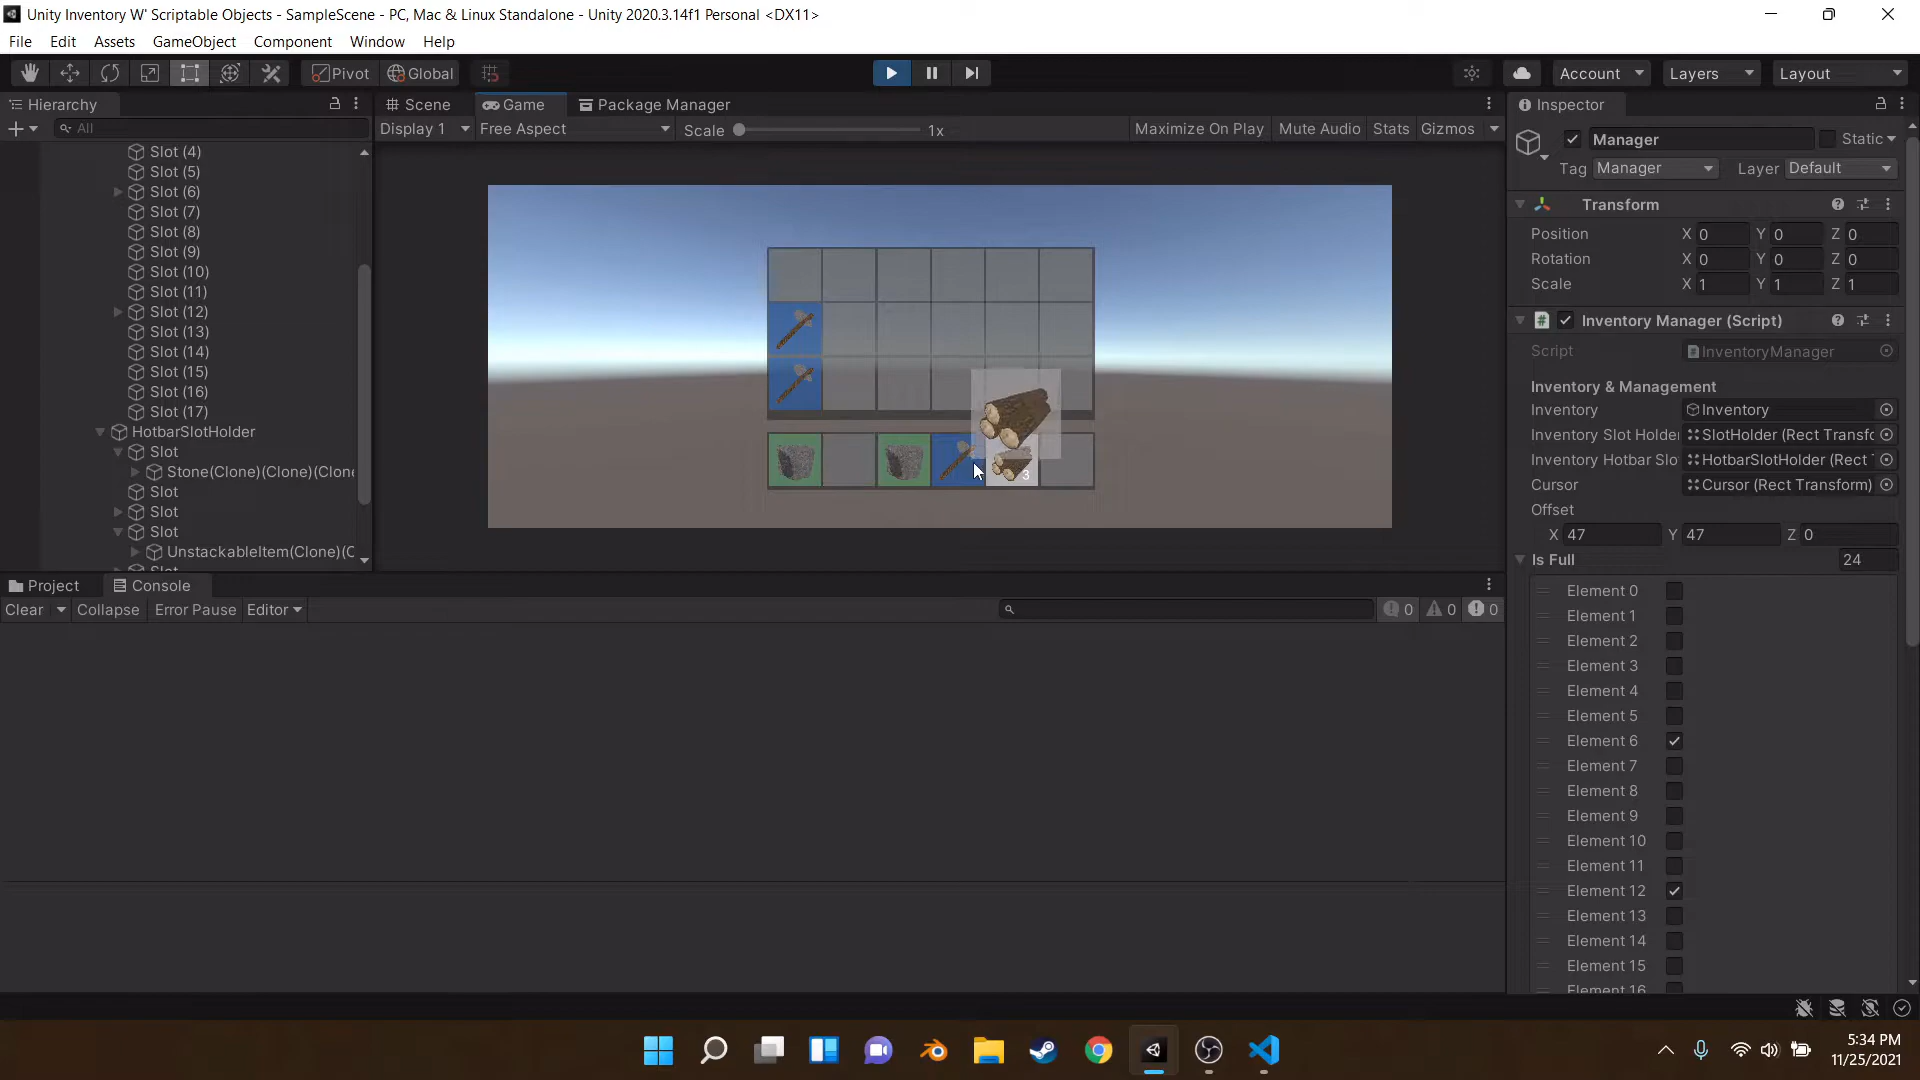 Unity Inventory W' Scriptable Objects - SampleScene - PC, Mac & Linux Standalone - Unity 2020.3.14f1 Personal <DX11>
File Edit Assets GameObject Component Window Help
Pivot Global Account Layers Layout
Hierarchy
All
Slot (4)
Slot (5)
Slot (6)
Slot (7)
Slot (8)
Slot (9)
Slot (10)
Slot (11)
Slot (12)
Slot (13)
Slot (14)
Slot (15)
Slot (16)
Slot (17)
HotbarSlotHolder
Slot
Stone(Clone)(Clone)(Clone
Slot
Slot
Slot
UnstackableItem(Clone)(C
Scene Game Package Manager
Display 1 Free Aspect Scale 1x Maximize On Play Mute Audio Stats Gizmos
3
Project Console
Clear Collapse Error Pause Editor 0 0 0
Inspector
Manager Static
Tag Manager Layer Default
Transform
Position X 0 Y 0 Z 0
Rotation X 0 Y 0 Z 0
Scale X 1 Y 1 Z 1
Inventory Manager (Script)
Script InventoryManager
Inventory & Management
Inventory Inventory
Inventory Slot Holde SlotHolder (Rect Transfo
Inventory Hotbar Slo HotbarSlotHolder (Rect
Cursor Cursor (Rect Transform)
Offset
X 47 Y 47 Z 0
Is Full 24
Element 0
Element 1
Element 2
Element 3
Element 4
Element 5
Element 6
Element 7
Element 8
Element 9
Element 10
Element 11
Element 12
Element 13
Element 14
Element 15
Element 16
5:34 PM
11/25/2021